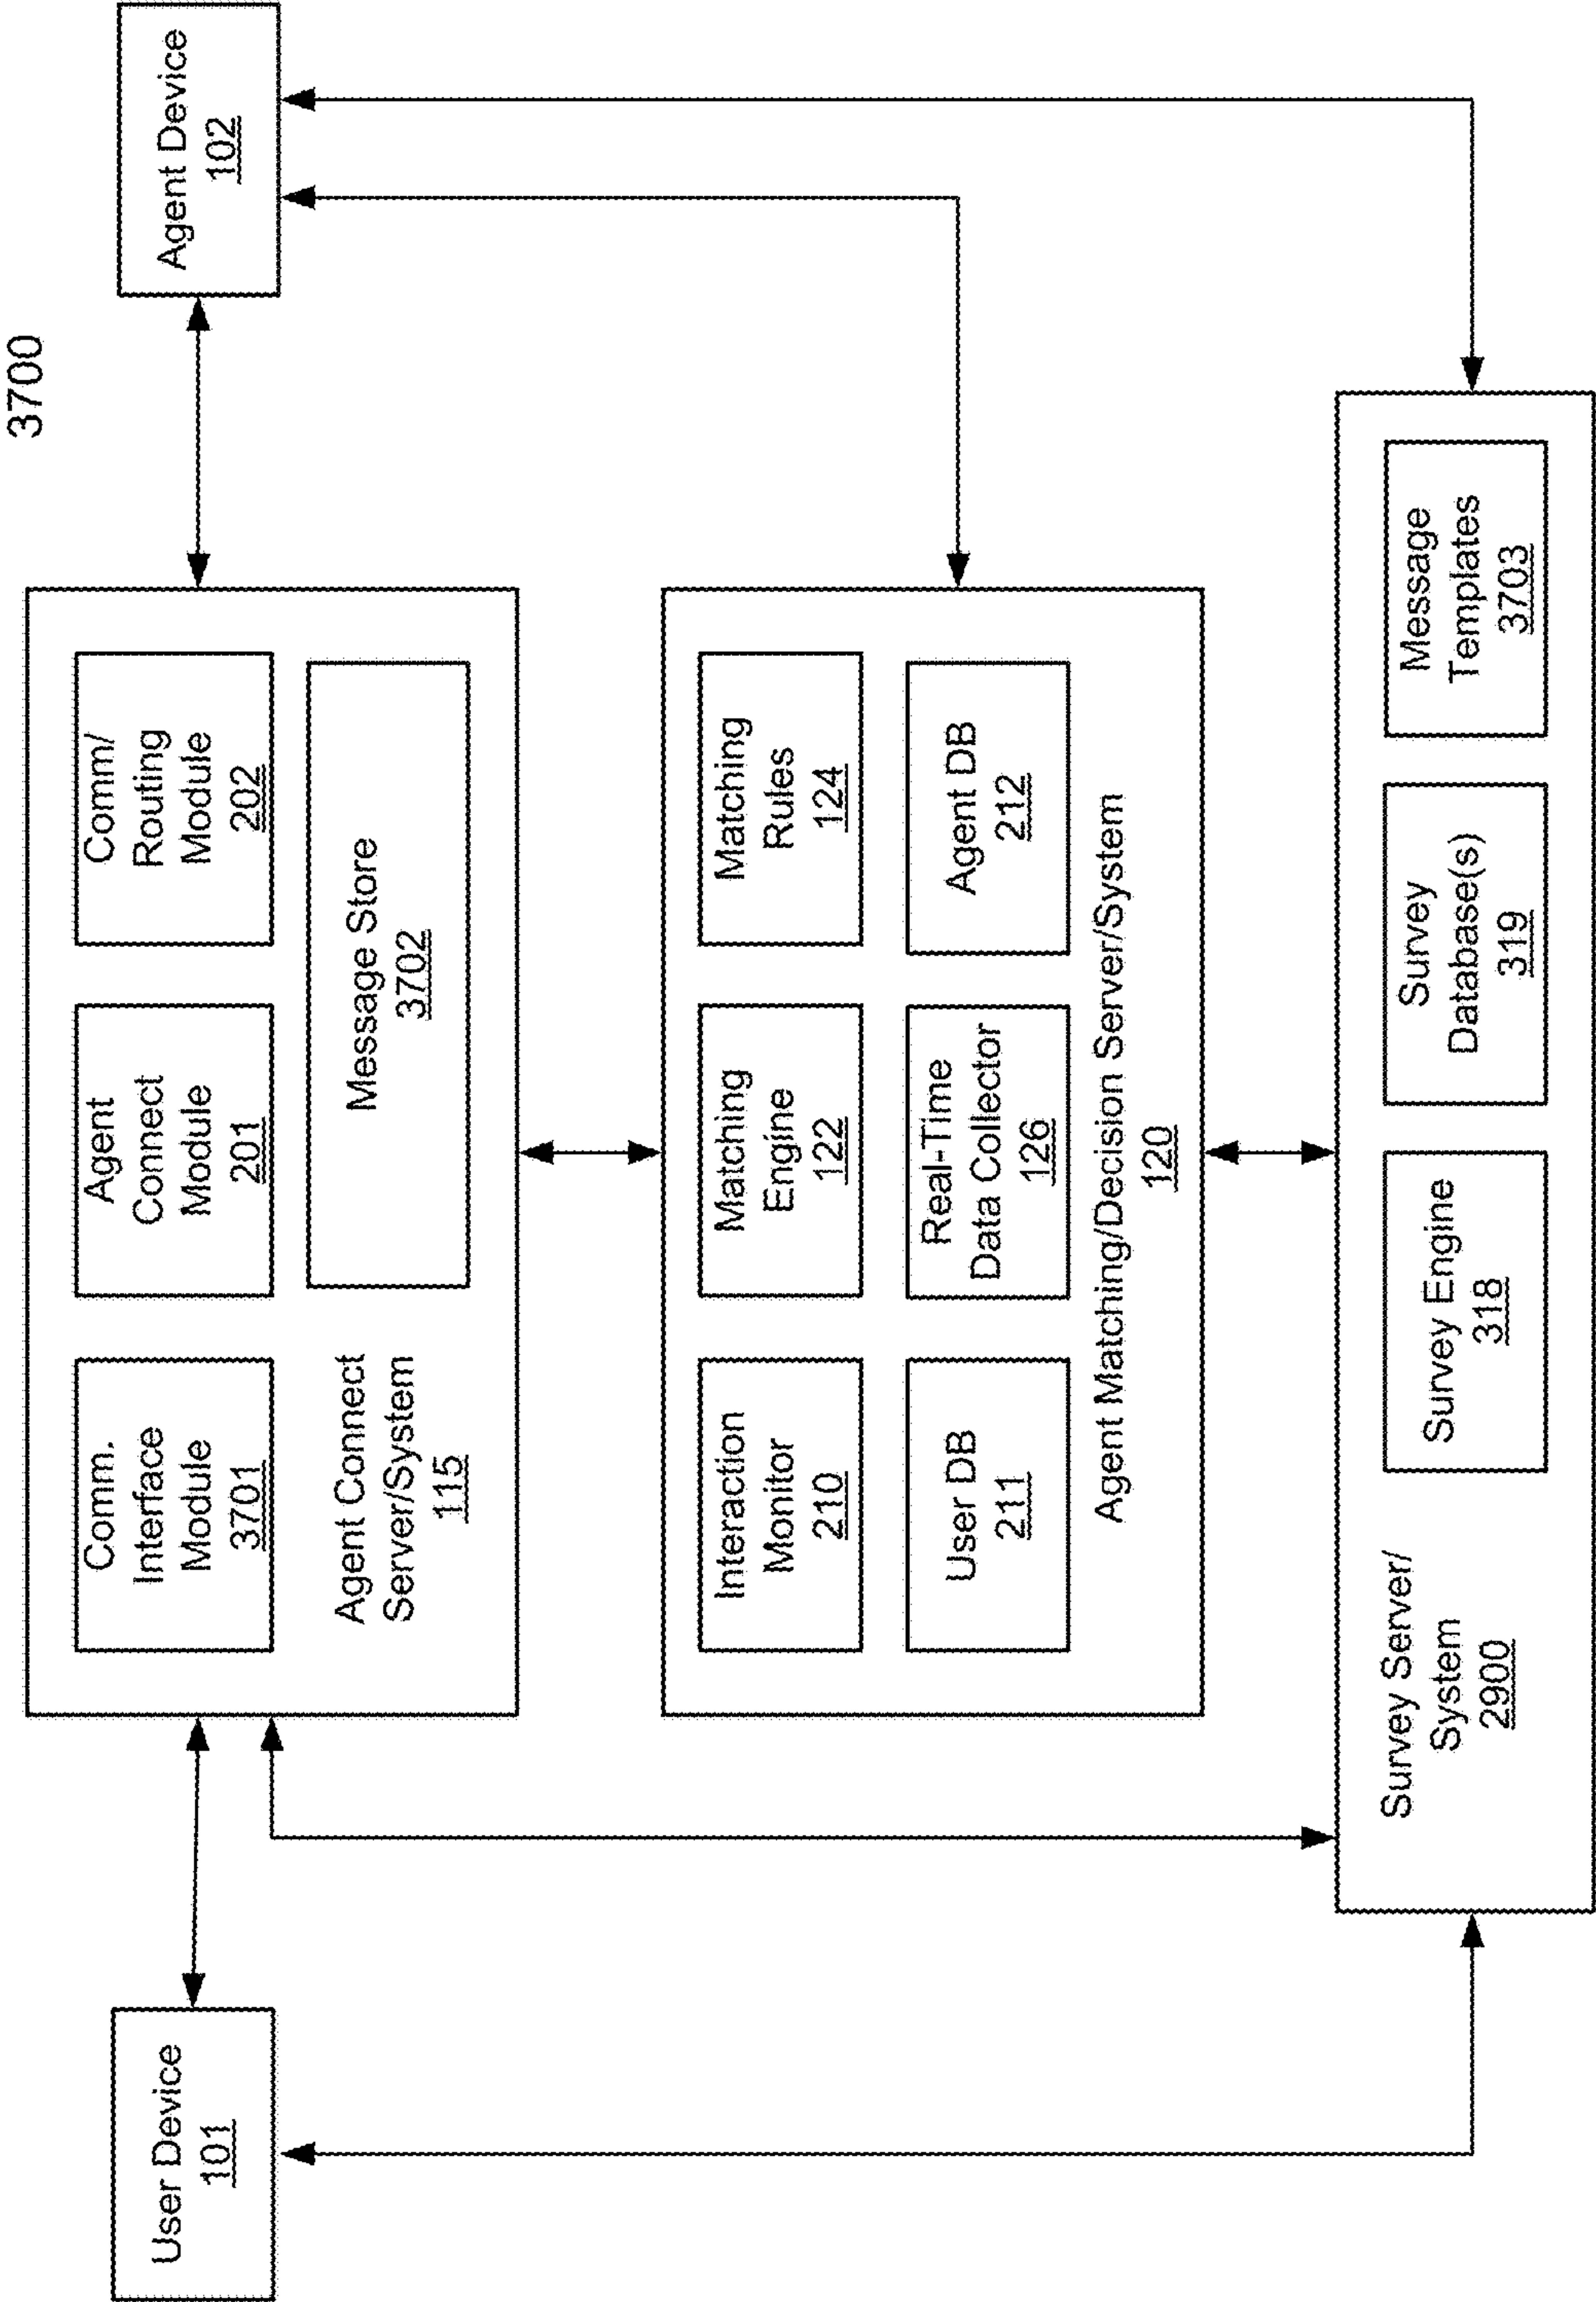 3700
User Device
101
Comm.
Interface
Module
3701
Agent
Connect
Module
201
Comm/
Routing
Module
202
Agent Connect
Server/System
115
Message Store
3702
Agent Device
102
Interaction
Monitor
210
Matching
Engine
122
Matching
Rules
124
User DB
211
Real-Time
Data Collector
126
Agent DB
212
Agent Matching/Decision Server/System
120
Survey Server/
System
2900
Survey Engine
318
Survey
Database(s)
319
Message
Templates
3703